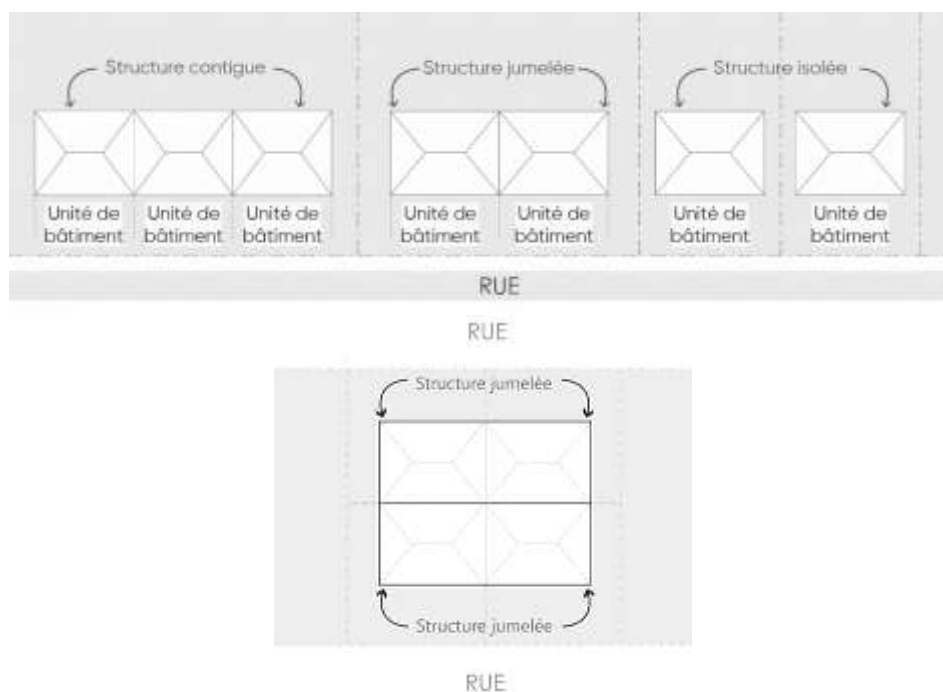 Structure contigue
Structure jumelée
Structure isolée
Unité de bâtiment
Unité de bâtiment
Unité de bâtiment
Unité de bâtiment
Unité de bâtiment
Unité de bâtiment
Unité de bâtiment
RUE
RUE
Structure jumelée
Structure jumelée
RUE